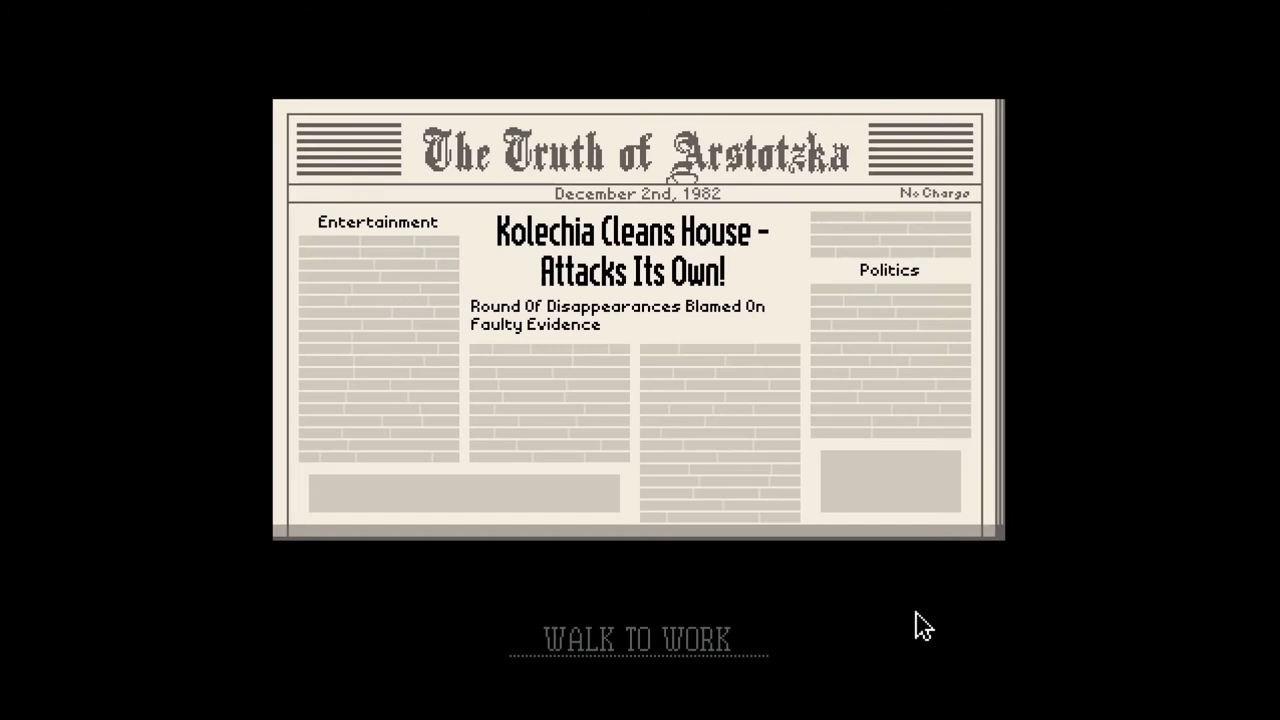 The Truth of Arstotzka
December 2nd, 1982
No Charge
Entertainment
Kolechia Cleans House -
Attacks Its Own!
Round Of Disappearances Blamed On
Faulty Evidence
Politics
WALK TO WORK